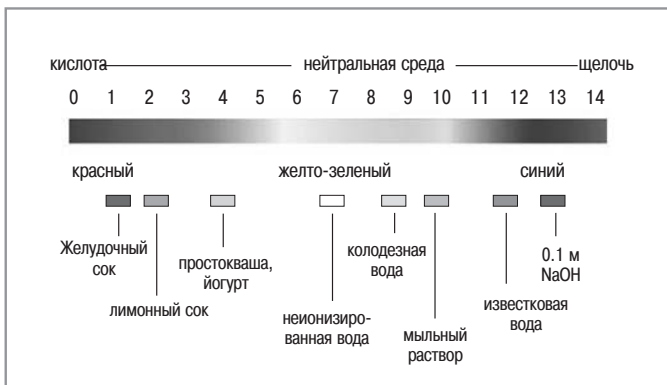 кислота нейтральная среда щелочь
0 1 2 3 4 5 6 7 8 9 10 11 12 13 14
красный желто-зеленый синий
Желудочный
сок
лимонный сок
простокваша,
йогурт
неионизиро-
ванная вода
колодезная
вода
мыльный
раствор
известковая
вода
0.1 м
NaOH